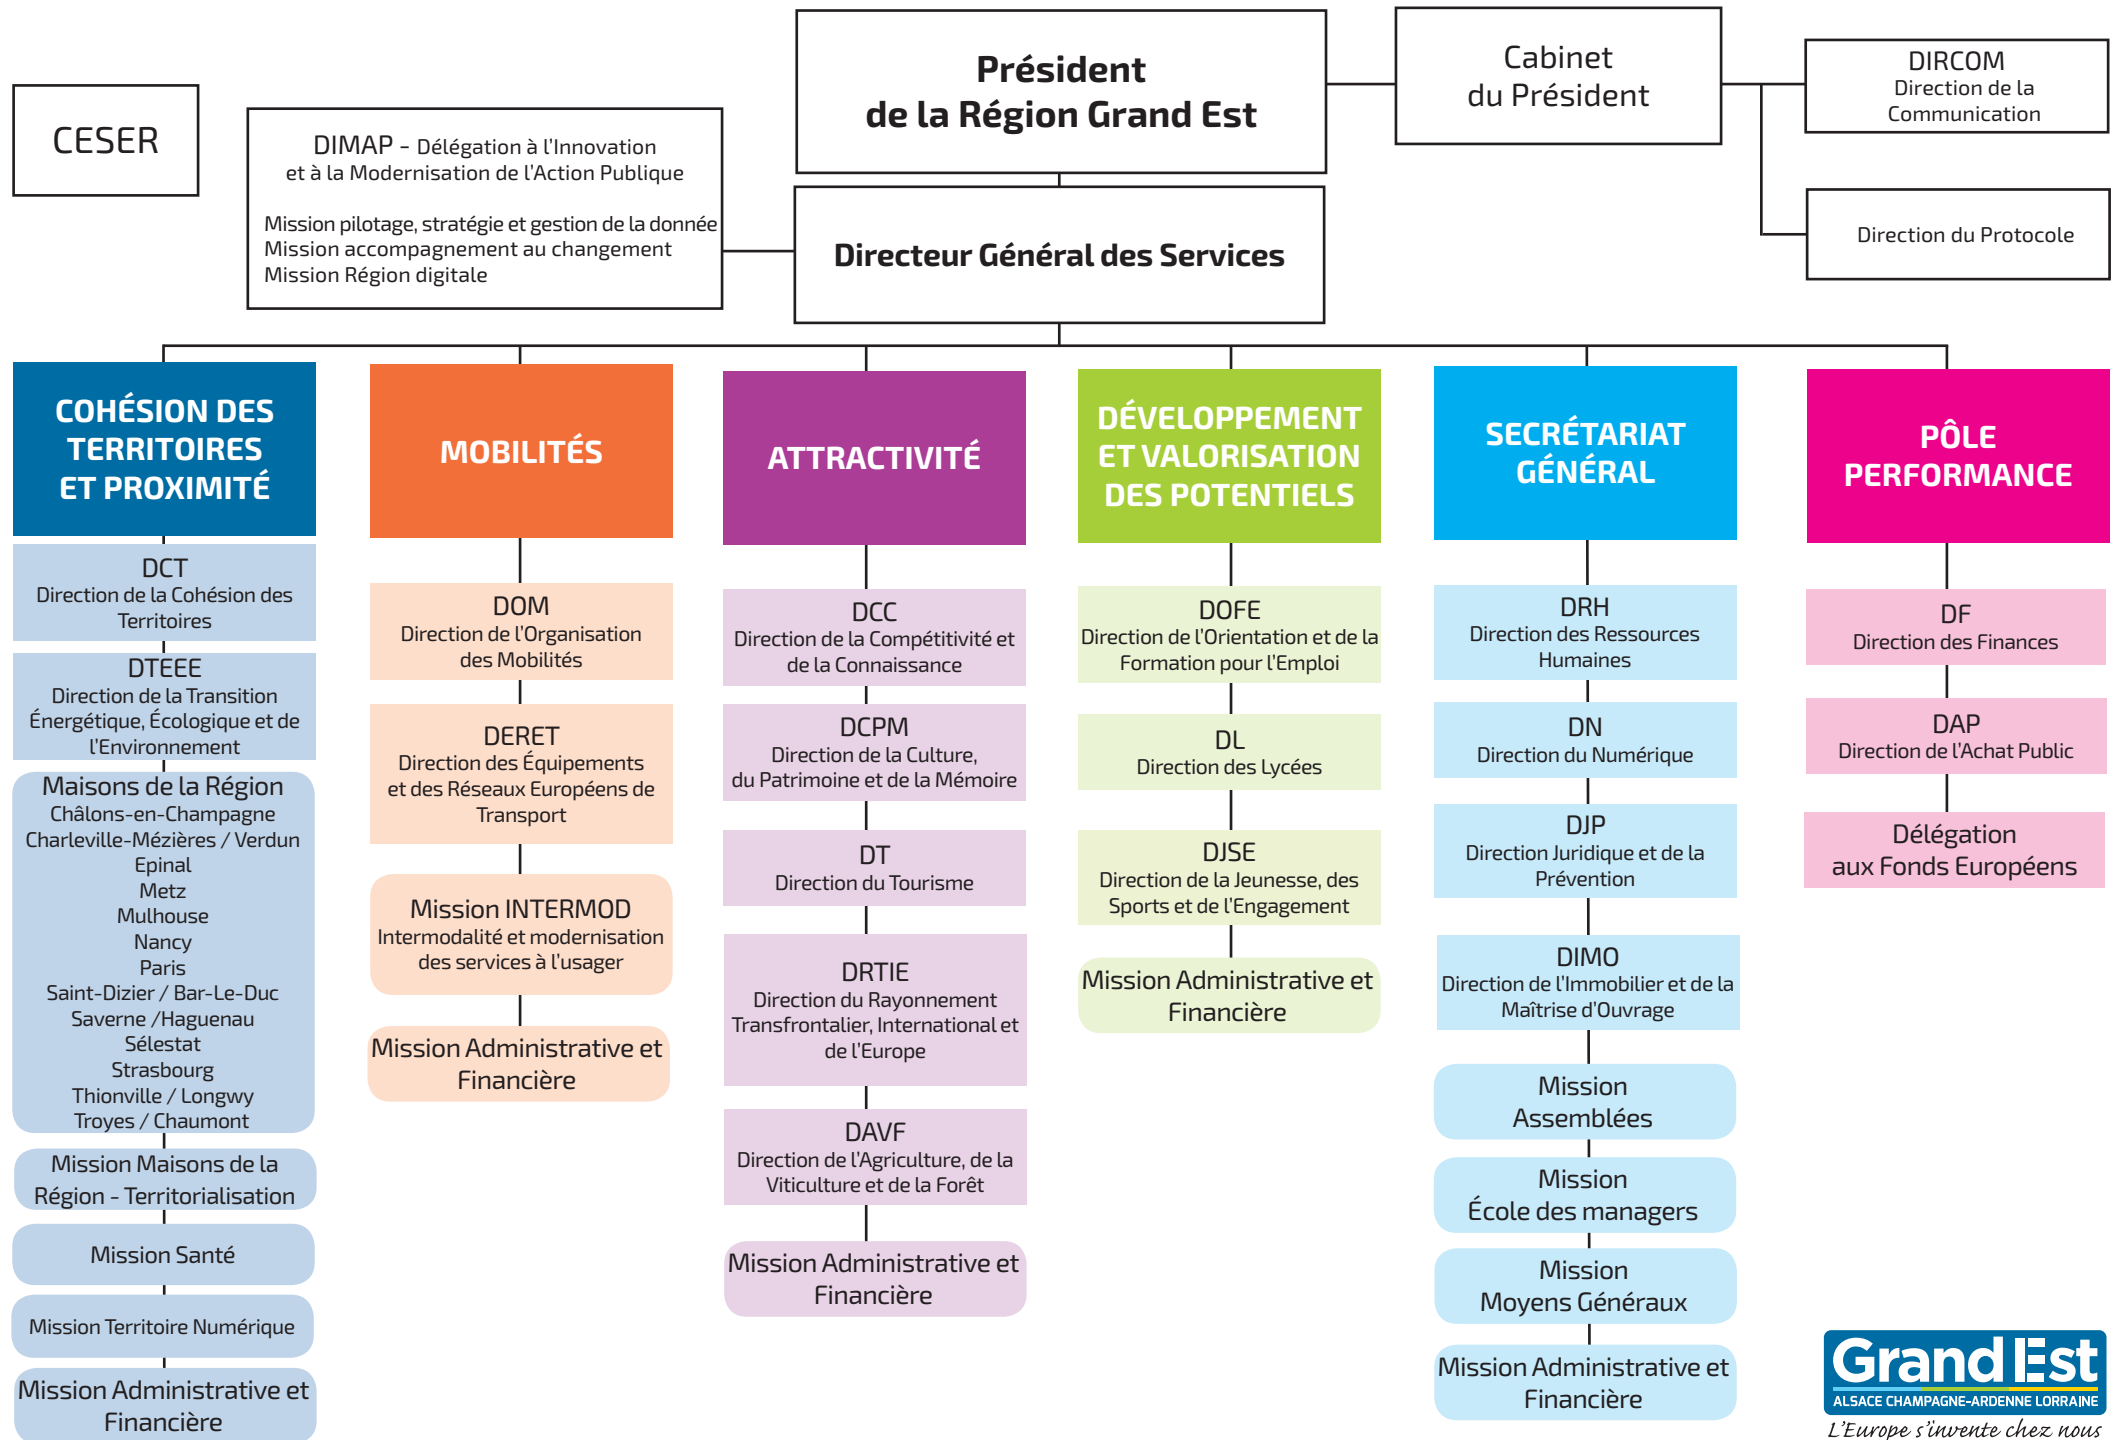 CESER
DIMAP - Délégation à l'Innovation
et à la Modernisation de l'Action Publique
Mission pilotage, stratégie et gestion de la donnée
Mission accompagnement au changement
Mission Région digitale
Président
de la Région Grand Est
Directeur Général des Services
Cabinet
du Président
DIRCOM
Direction de la
Communication
Direction du Protocole
COHÉSION DES
TERRITOIRES
ET PROXIMITÉ
DCT
Direction de la Cohésion des
Territoires
DTEEE
Direction de la Transition
Énergétique, Écologique et de
l'Environnement
Maisons de la Région
Châlons-en-Champagne
Charleville-Mézières / Verdun
Epinal
Metz
Mulhouse
Nancy
Paris
Saint-Dizier / Bar-Le-Duc
Saverne /Haguenau
Sélestat
Strasbourg
Thionville / Longwy
Troyes / Chaumont
Mission Maisons de la
Région - Territorialisation
Mission Santé
Mission Territoire Numérique
Mission Administrative et
Financière
MOBILITÉS
DOM
Direction de l'Organisation
des Mobilités
DERET
Direction des Équipements
et des Réseaux Européens de
Transport
Mission INTERMOD
Intermodalité et modernisation
des services à l'usager
Mission Administrative et
Financière
ATTRACTIVITÉ
DCC
Direction de la Compétitivité et
de la Connaissance
DCPM
Direction de la Culture,
du Patrimoine et de la Mémoire
DT
Direction du Tourisme
DRTIE
Direction du Rayonnement
Transfrontalier, International et
de l'Europe
DAVF
Direction de l'Agriculture, de la
Viticulture et de la Forêt
Mission Administrative et
Financière
DÉVELOPPEMENT
ET VALORISATION
DES POTENTIELS
DOFE
Direction de l'Orientation et de la
Formation pour l'Emploi
DL
Direction des Lycées
DJSE
Direction de la Jeunesse, des
Sports et de l'Engagement
Mission Administrative et
Financière
SECRÉTARIAT
GÉNÉRAL
DRH
Direction des Ressources
Humaines
DN
Direction du Numérique
DJP
Direction Juridique et de la
Prévention
DIMO
Direction de l'Immobilier et de la
Maîtrise d'Ouvrage
Mission
Assemblées
Mission
École des managers
Mission
Moyens Généraux
Mission Administrative et
Financière
PÔLE
PERFORMANCE
DF
Direction des Finances
DAP
Direction de l'Achat Public
Délégation
aux Fonds Européens
Grand Est
ALSACE CHAMPAGNE-ARDENNE LORRAINE
L'Europe s'invente chez nous